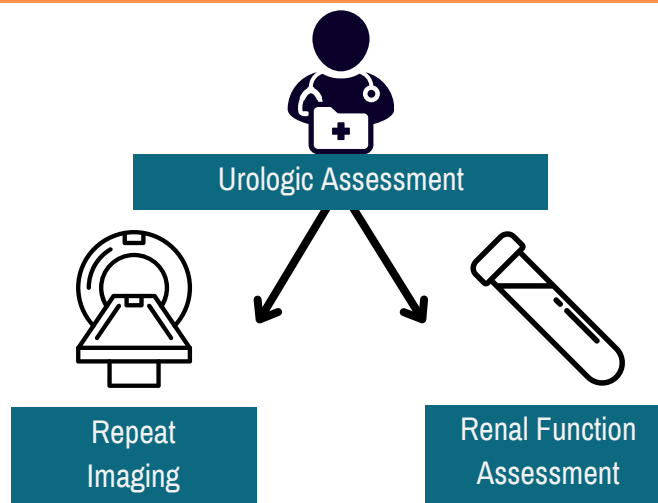 Urologic Assessment
Repeat
Imaging
Renal Function
Assessment